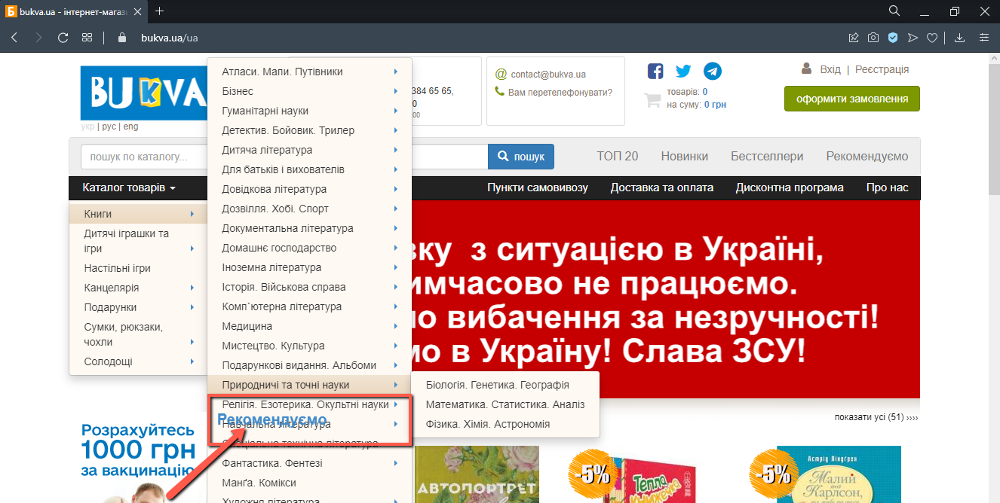 bukva.ua - інтернет-магаз
bukva.ua/ua
BUKVA
укр | рус | eng
384 65 65,
0
00
contact@bukva.ua
Вам перетелефонувати?
товарів: 0
на суму: 0 грн
Вхід | Реєстрація
оформити замовлення
пошук по каталогу...
пошук
ТОП 20 Новинки Бестселлери Рекомендуємо
Каталог товарів
Пункти самовивозу Доставка та оплата Дисконтна програма Про нас
Книги
Дитячі іграшки та
ігри
Настільні ігри
Канцелярія
Подарунки
Сумки, рюкзаки,
чохли
Солодощі
Атласи. Мапи. Путівники
Бізнес
Гуманітарні науки
Детектив. Бойовик. Трилер
Дитяча література
Для батьків і вихователів
Довідкова література
Дозвілля. Хобі. Спорт
Документальна література
Домашнє господарство
Іноземна література
Історія. Військова справа
Комп`ютерна література
Медицина
Мистецтво. Культура
Подарункові видання. Альбоми
Природничі та точні науки
Релігія. Езотерика. Окультні науки
Рекомендуємо
Навчальна література
Спеціальна технічна література
Фантастика. Фентезі
Манґа. Комікси
Художня література
Біологія. Генетика. Географія
Математика. Статистика. Аналіз
Фізика. Хімія. Астрономія
зку з ситуацією в Україні,
имчасово не працюємо.
мо вибачення за незручності!
мо в Україну! Слава ЗСУ!
показати усі (51) ››››
Розрахуйтесь
1000 грн
за вакцинацію
АВТОПОРТРЕТ
-5%
Тепла
-5%
Астрід Ліндґрен
Малий
та Карлсон,